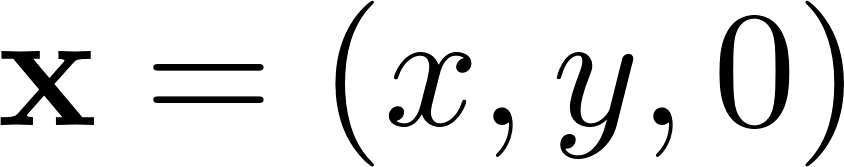 𝐱 = (x, y, 0)